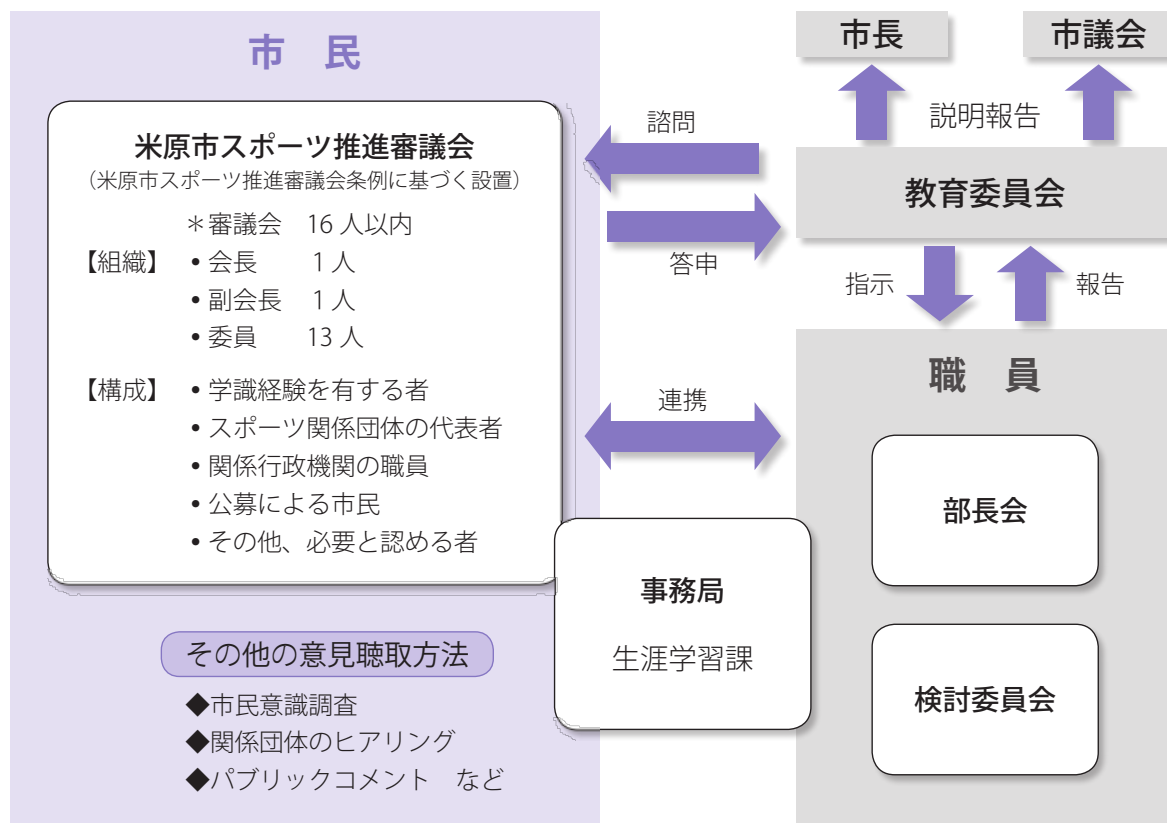 市 民
米原市スポーツ推進審議会
（米原市スポーツ推進審議会条例に基づく設置）
＊審議会 16 人以内
【組織】 • 会長 1 人
• 副会長 1 人
• 委員 13 人
【構成】 • 学識経験を有する者
• スポーツ関係団体の代表者
• 関係行政機関の職員
• 公募による市民
• その他、必要と認める者
その他の意見聴取方法
◆市民意識調査
◆関係団体のヒアリング
◆パブリックコメント など
諮問
答申
連携
事務局
生涯学習課
市長
市議会
説明報告
教育委員会
指示
報告
職 員
部長会
検討委員会